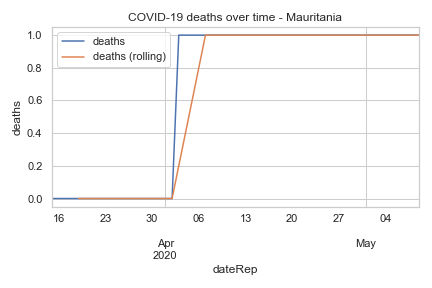 COVID-19 deaths over time - Mauritania
deaths
deaths (rolling)
deaths
1.0
0.8
0.6
0.4
0.2
0.0
16 23 30 06 13 20 27 04
Apr May
2020
dateRep